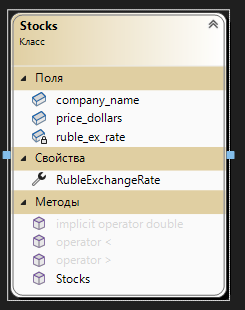 Stocks
Класс
Поля
company_name
price_dollars
ruble_ex_rate
Свойства
RubleExchangeRate
Методы
implicit operator double
operator <
operator >
Stocks